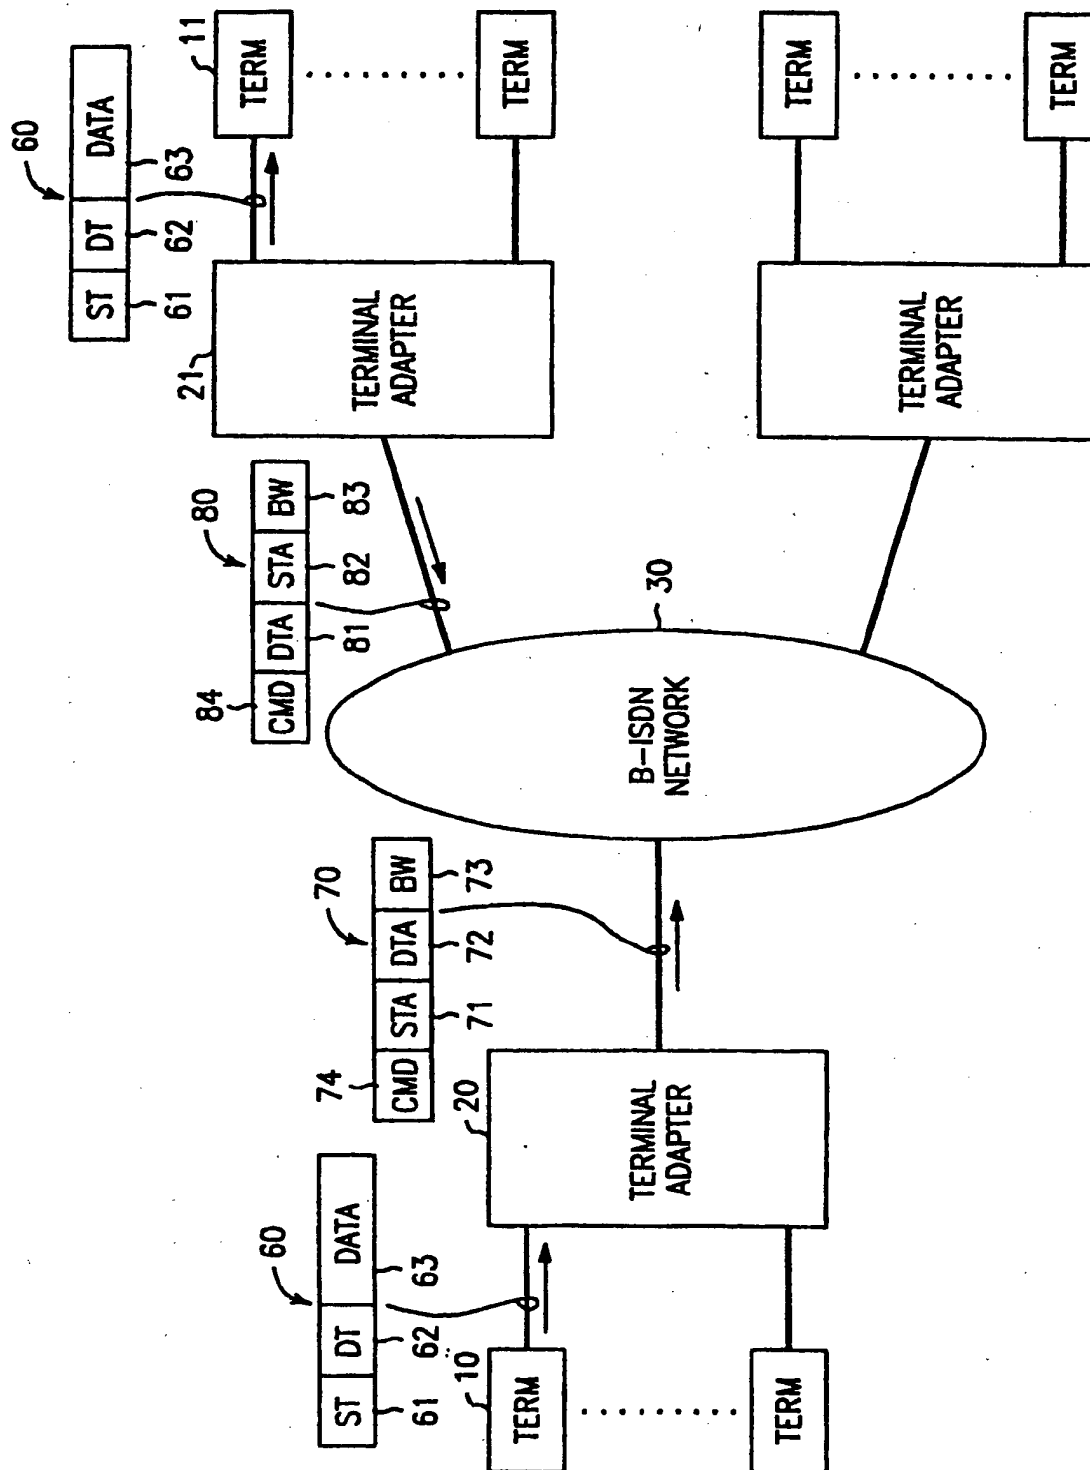 60
ST DT DATA
61 62 63
11
TERM
TERM
21
TERMINAL
ADAPTER
80
84
CMD DTA STA BW
81 82 83
TERM
TERM
TERMINAL
ADAPTER
30
B-ISDN
NETWORK
70
74
CMD STA DTA BW
71 72 73
20
TERMINAL
ADAPTER
60
ST DT DATA
61 62 63
10
TERM
TERM